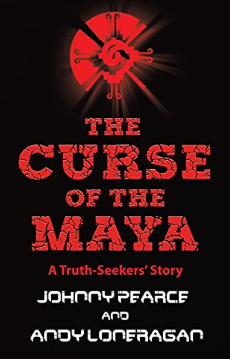 THE
CURSE
OF THE
MAYA
A Truth-Seekers' Story
JOHNNY PEARCE
AND
ANDY LONERAGAN